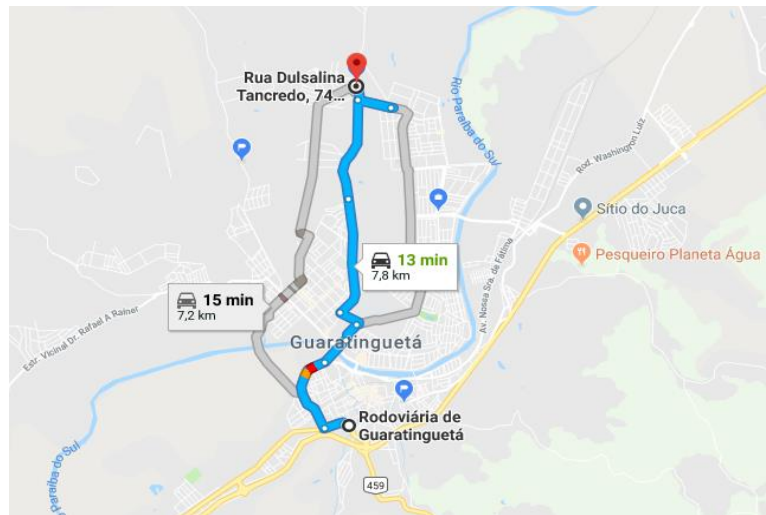 Rua Dulsalina
Tancredo, 74...
Rio Paraíba do Sul
Rod. Washington Luiz
Sítio do Juca
Pesqueiro Planeta Água
13 min
7,8 km
15 min
7,2 km
Av. Nossa Sra. de Fátima
Estr. Vicinal Dr. Rafael A Rainer
Guaratinguetá
Rodoviária de
Guaratinguetá
Paraíba do Sul
459